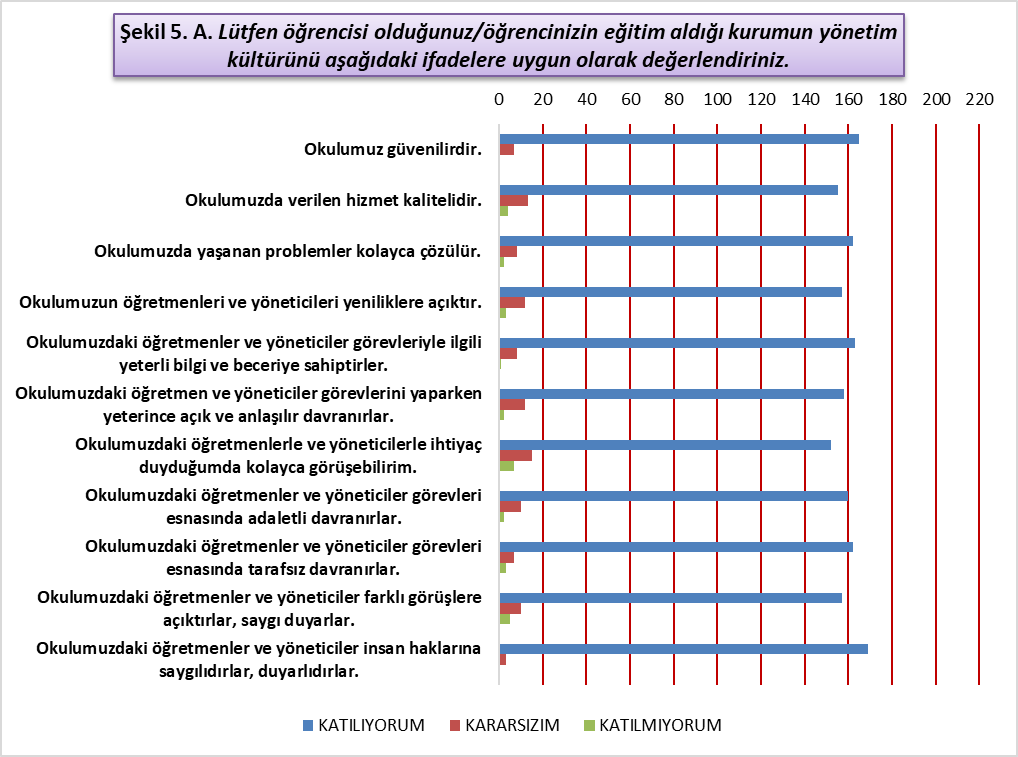 Şekil 5. A. Lütfen öğrencisi olduğunuz/öğrencinizin eğitim aldığı kurumun yönetim
kültürünü aşağıdaki ifadelere uygun olarak değerlendiriniz.
0 20 40 60 80 100 120 140 160 180 200 220
Okulumuz güvenilirdir.
Okulumuzda verilen hizmet kalitelidir.
Okulumuzda yaşanan problemler kolayca çözülür.
Okulumuzun öğretmenleri ve yöneticileri yeniliklere açıktır.
Okulumuzdaki öğretmenler ve yöneticiler görevleriyle ilgili
yeterli bilgi ve beceriye sahiptirler.
Okulumuzdaki öğretmen ve yöneticiler görevlerini yaparken
yeterince açık ve anlaşılır davranırlar.
Okulumuzdaki öğretmenlerle ve yöneticilerle ihtiyaç
duyduğumda kolayca görüşebilirim.
Okulumuzdaki öğretmenler ve yöneticiler görevleri
esnasında adaletli davranırlar.
Okulumuzdaki öğretmenler ve yöneticiler görevleri
esnasında tarafsız davranırlar.
Okulumuzdaki öğretmenler ve yöneticiler farklı görüşlere
açıktırlar, saygı duyarlar.
Okulumuzdaki öğretmenler ve yöneticiler insan haklarına
saygılıdırlar, duyarlıdırlar.
KATILIYORUM KARARSIZIM KATILMIYORUM